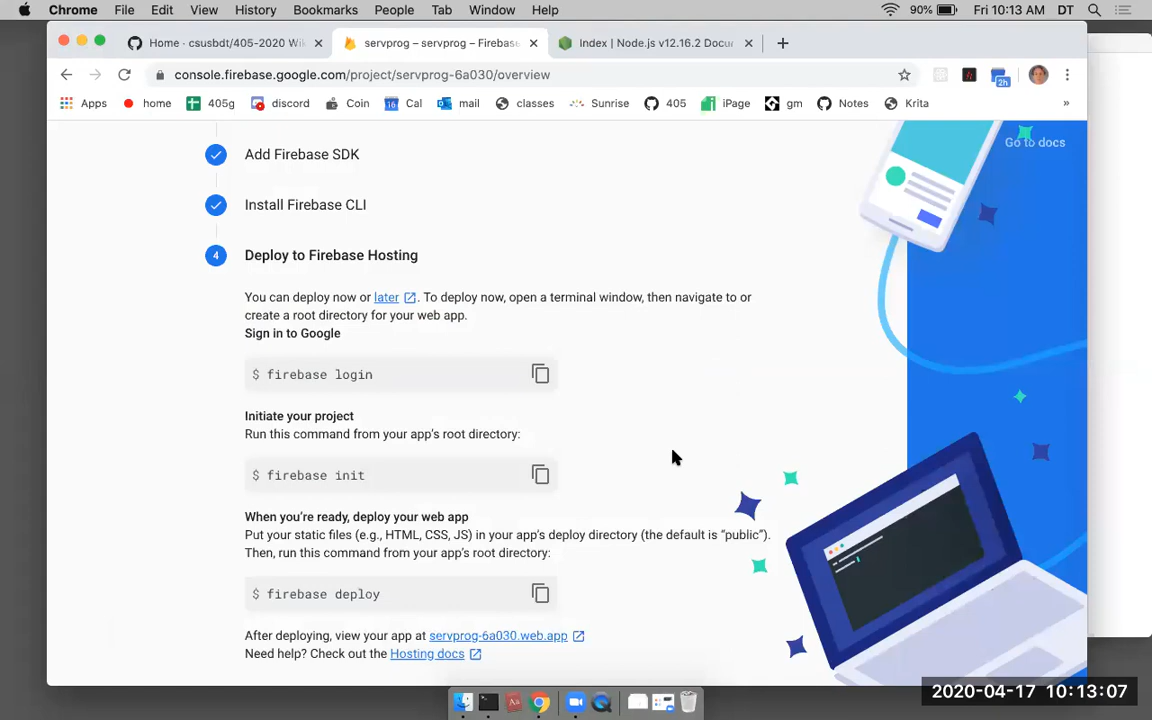 Chrome File Edit View History Bookmarks People Tab Window Help 90% Fri 10:13 AM DT
Home · csusbdt/405-2020 Wik servprog – servprog – Firebase Index | Node.js v12.16.2 Docu
console.firebase.google.com/project/servprog-6a030/overview
2h
Apps home 405g discord Coin 16 Cal mail classes Sunrise 405 iPage gm Notes Krita »
Go to docs
Add Firebase SDK
Install Firebase CLI
4 Deploy to Firebase Hosting
You can deploy now or later. To deploy now, open a terminal window, then navigate to or
create a root directory for your web app.
Sign in to Google
$ firebase login
Initiate your project
Run this command from your app's root directory:
$ firebase init
When you're ready, deploy your web app
Put your static files (e.g., HTML, CSS, JS) in your app's deploy directory (the default is “public”).
Then, run this command from your app's root directory:
$ firebase deploy
After deploying, view your app at servprog-6a030.web.app
Need help? Check out the Hosting docs
2020-04-17 10:13:07